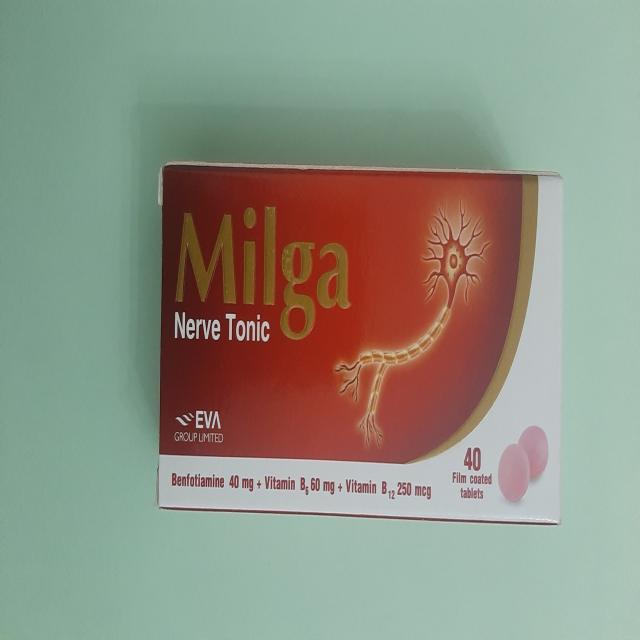 Milga
Nerve Tonic
EVA
GROUP LIMITED
Benfotiamine 40 mg + Vitamin B6 60 mg + Vitamin B12 250 mcg
40
Film coated
tablets